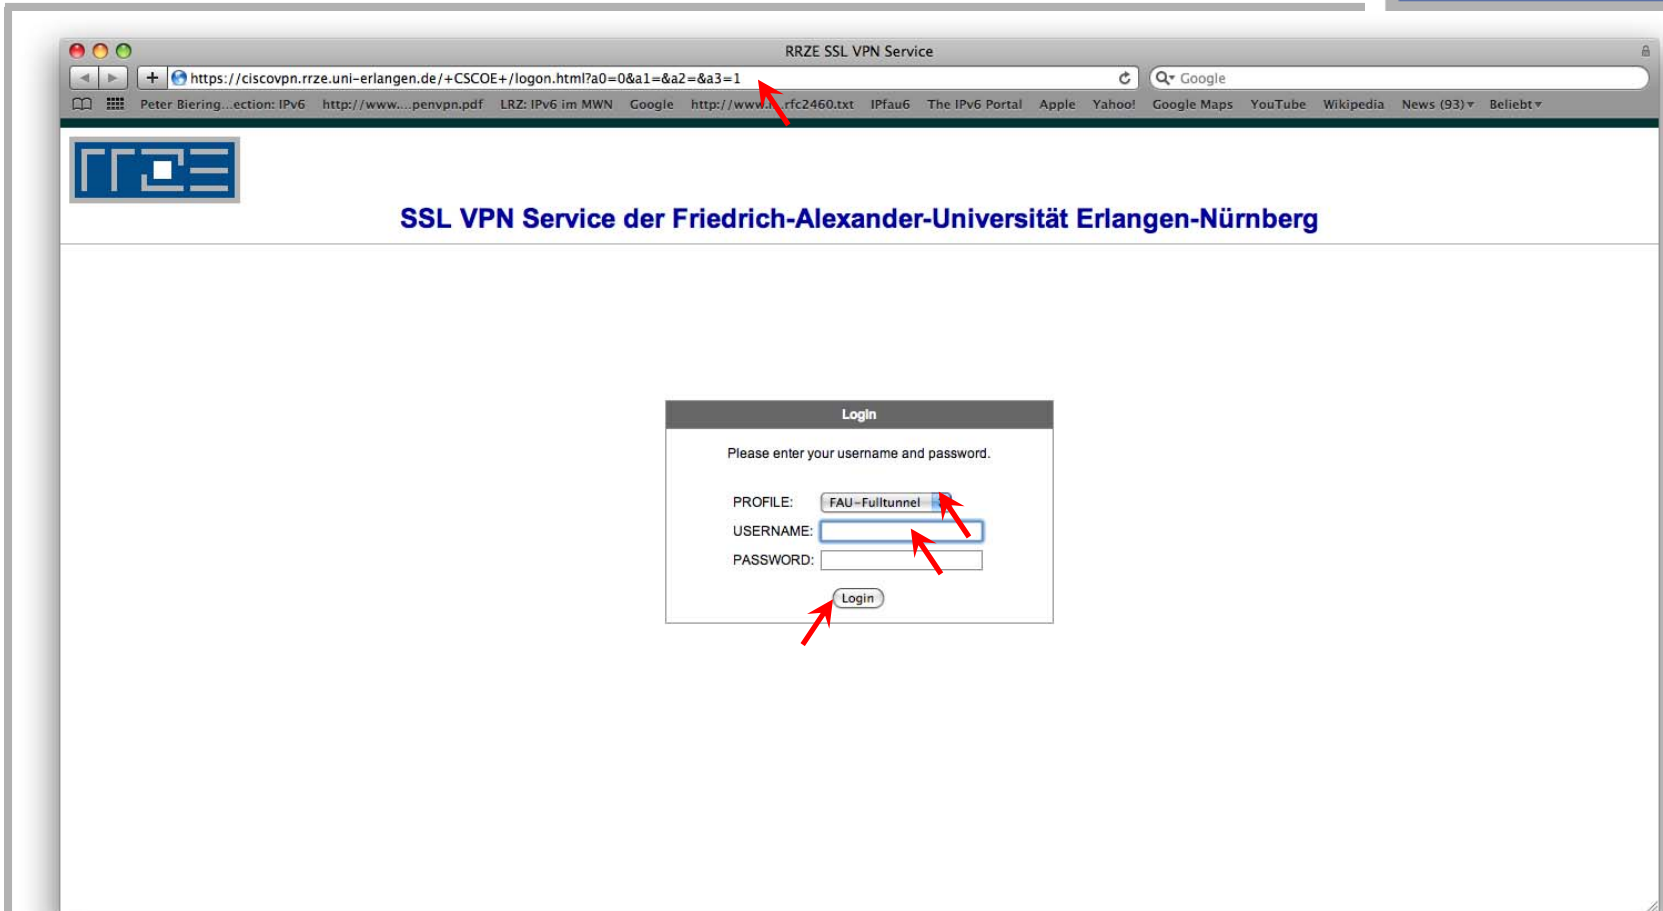 RRZE SSL VPN Service
https://ciscovpn.rrze.uni-erlangen.de/+CSCOE+/logon.html?a0=0&a1=&a2=&a3=1
Google
Peter Biering...ection: IPv6 http://www....penvpn.pdf LRZ: IPv6 im MWN Google http://www. rfc2460.txt IPfau6 The IPv6 Portal Apple Yahoo! Google Maps YouTube Wikipedia News (93) Beliebt
rrze
SSL VPN Service der Friedrich-Alexander-Universität Erlangen-Nürnberg
Login
Please enter your username and password.
PROFILE: FAU-Fulltunnel
USERNAME:
PASSWORD:
Login